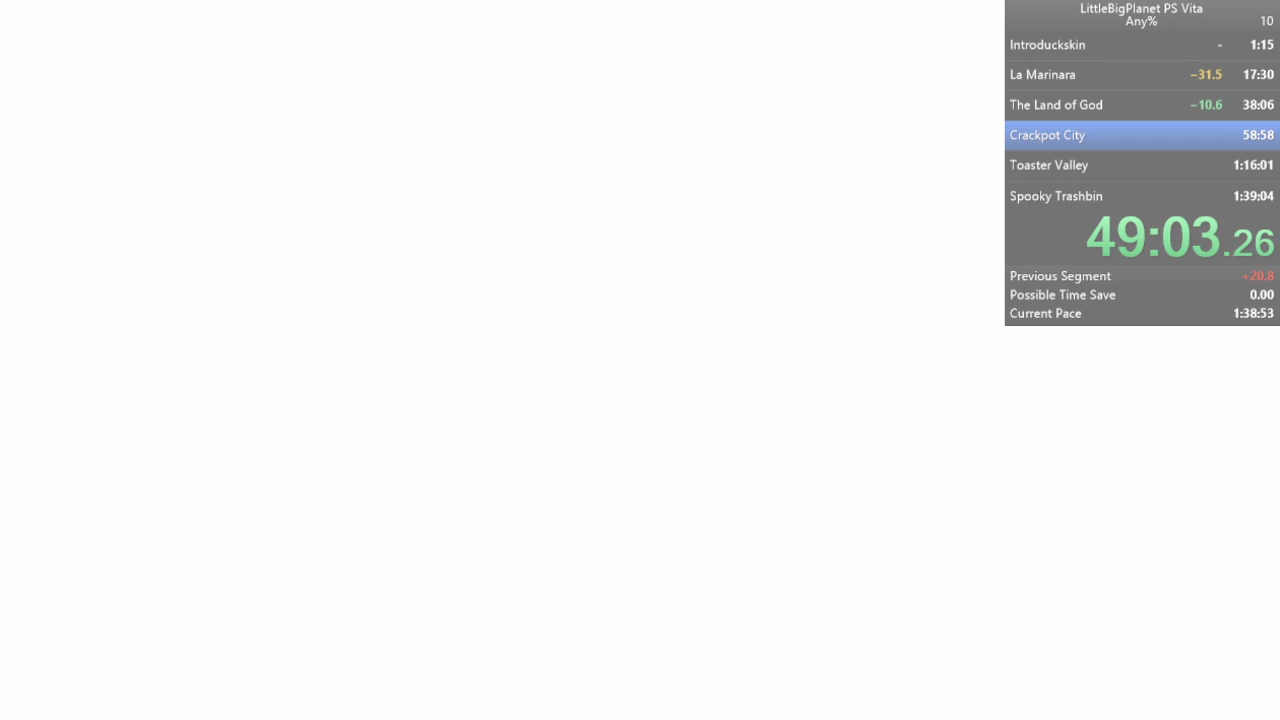 LittleBigPlanet PS Vita
Any% 10
Introduckskin - 1:15
La Marinara −31.5 17:30
The Land of God −10.6 38:06
Crackpot City 58:58
Toaster Valley 1:16:01
Spooky Trashbin 1:39:04
49:03.26
Previous Segment +20.8
Possible Time Save 0.00
Current Pace 1:38:53